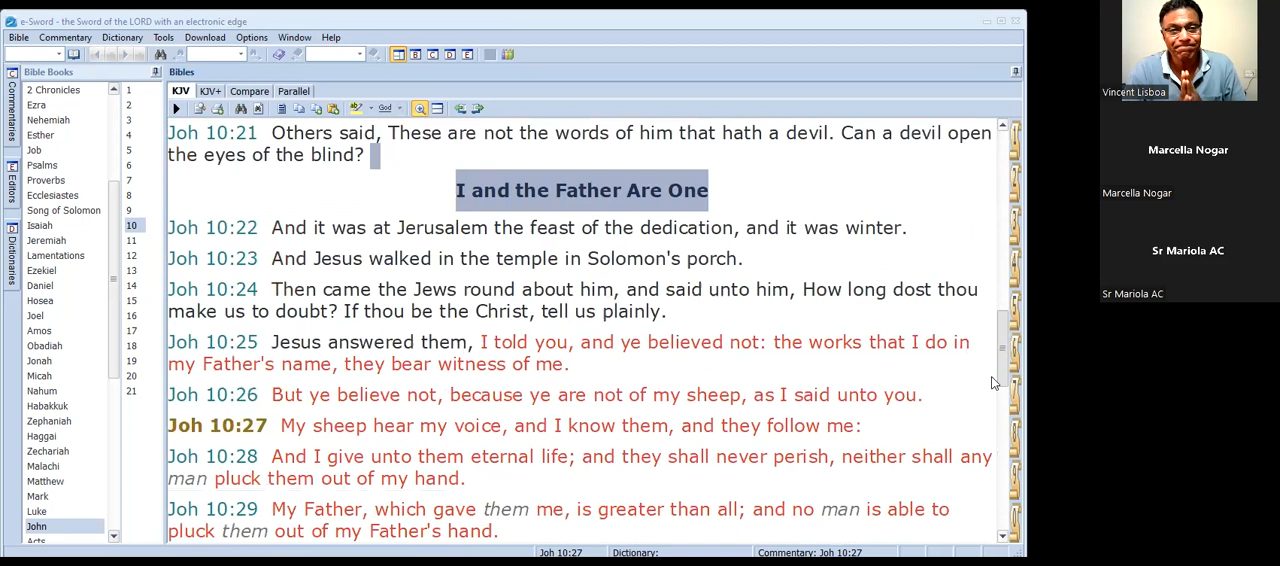 e-Sword - the Sword of the LORD with an electronic edge
Bible Commentary Dictionary Tools Download Options Window Help
B C D E
Commentaries
Editors
Dictionaries
Bible Books
2 Chronicles
Ezra
Nehemiah
Esther
Job
Psalms
Proverbs
Ecclesiastes
Song of Solomon
Isaiah
Jeremiah
Lamentations
Ezekiel
Daniel
Hosea
Joel
Amos
Obadiah
Jonah
Micah
Nahum
Habakkuk
Zephaniah
Haggai
Zechariah
Malachi
Matthew
Mark
Luke
John
Acts
1
2
3
4
5
6
7
8
9
10
11
12
13
14
15
16
17
18
19
20
21
Bibles
KJV KJV+ Compare Parallel
God
Joh 10:21 Others said, These are not the words of him that hath a devil. Can a devil open
the eyes of the blind?
I and the Father Are One
Joh 10:22 And it was at Jerusalem the feast of the dedication, and it was winter.
Joh 10:23 And Jesus walked in the temple in Solomon's porch.
Joh 10:24 Then came the Jews round about him, and said unto him, How long dost thou
make us to doubt? If thou be the Christ, tell us plainly.
Joh 10:25 Jesus answered them, I told you, and ye believed not: the works that I do in
my Father's name, they bear witness of me.
Joh 10:26 But ye believe not, because ye are not of my sheep, as I said unto you.
Joh 10:27 My sheep hear my voice, and I know them, and they follow me:
Joh 10:28 And I give unto them eternal life; and they shall never perish, neither shall any
man pluck them out of my hand.
Joh 10:29 My Father, which gave them me, is greater than all; and no man is able to
pluck them out of my Father's hand.
Joh 10:27 Dictionary: Commentary: Joh 10:27
Vincent Lisboa
Marcella Nogar
Marcella Nogar
Sr Mariola AC
Sr Mariola AC